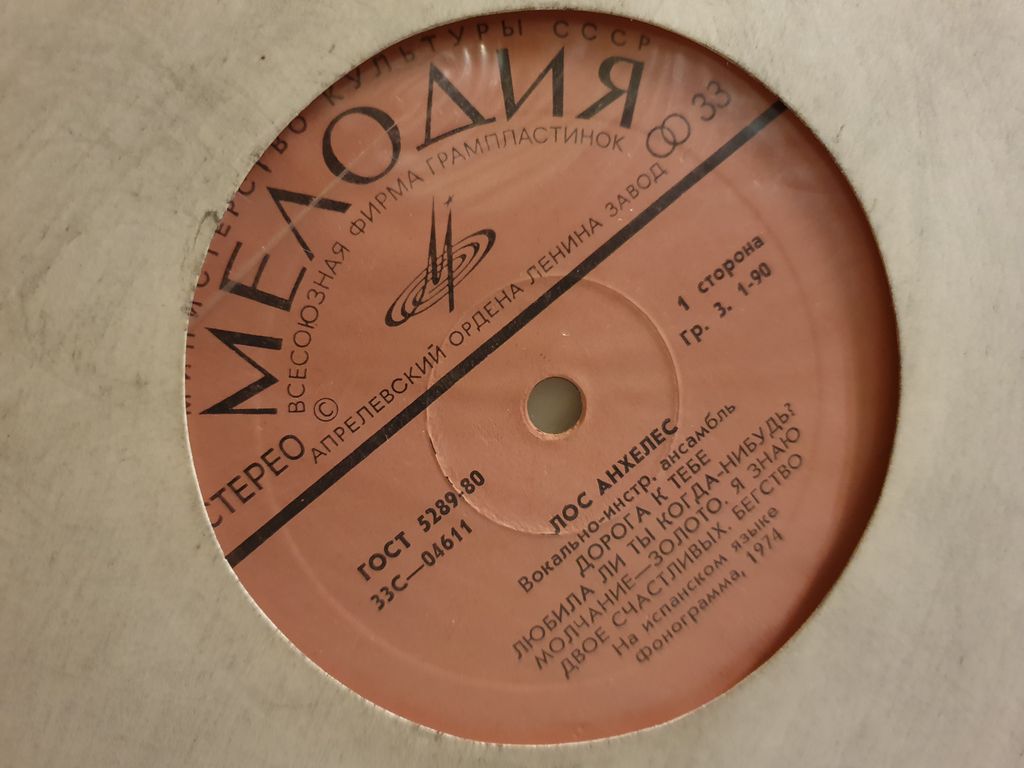 МИНИСТЕРСТВО КУЛЬТУРЫ СССР
МЕЛОДИЯ
ВСЕСОЮЗНАЯ ФИРМА ГРАМПЛАСТИНОК
33
СТЕРЕО ©
АПРЕЛЕВСКИЙ ОРДЕНА ЛЕНИНА ЗАВОД
1 сторона
Гр. 3. 1-90
ГОСТ 5289-80
33С—04611
ЛОС АНХЕЛЕС
Вокально-инстр. ансамбль
ДОРОГА К ТЕБЕ
ЛЮБИЛА ЛИ ТЫ КОГДА-НИБУДЬ?
МОЛЧАНИЕ—ЗОЛОТО. Я ЗНАЮ
ДВОЕ СЧАСТЛИВЫХ. БЕГСТВО
На испанском языке
Фонограмма, 1974